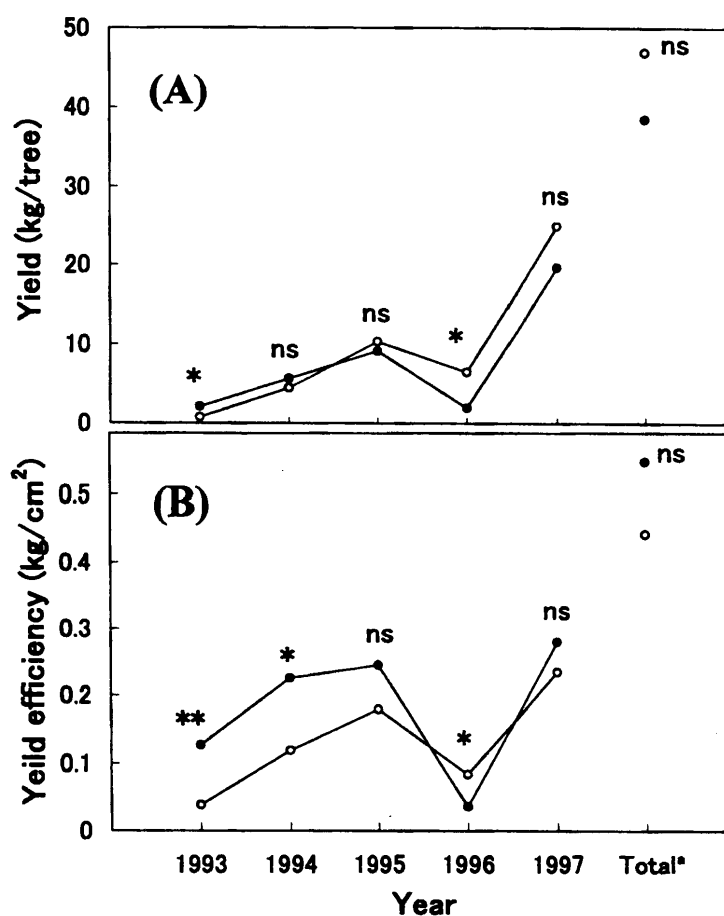 50
40
30
20
10
0
Yield (kg/tree)
(A)
* ns ns * ns ns
0.5
0.4
0.3
0.2
0.1
0
Yeild efficiency (kg/cm²)
(B)
** * ns * ns ns
1993 1994 1995 1996 1997 Totalª
Year